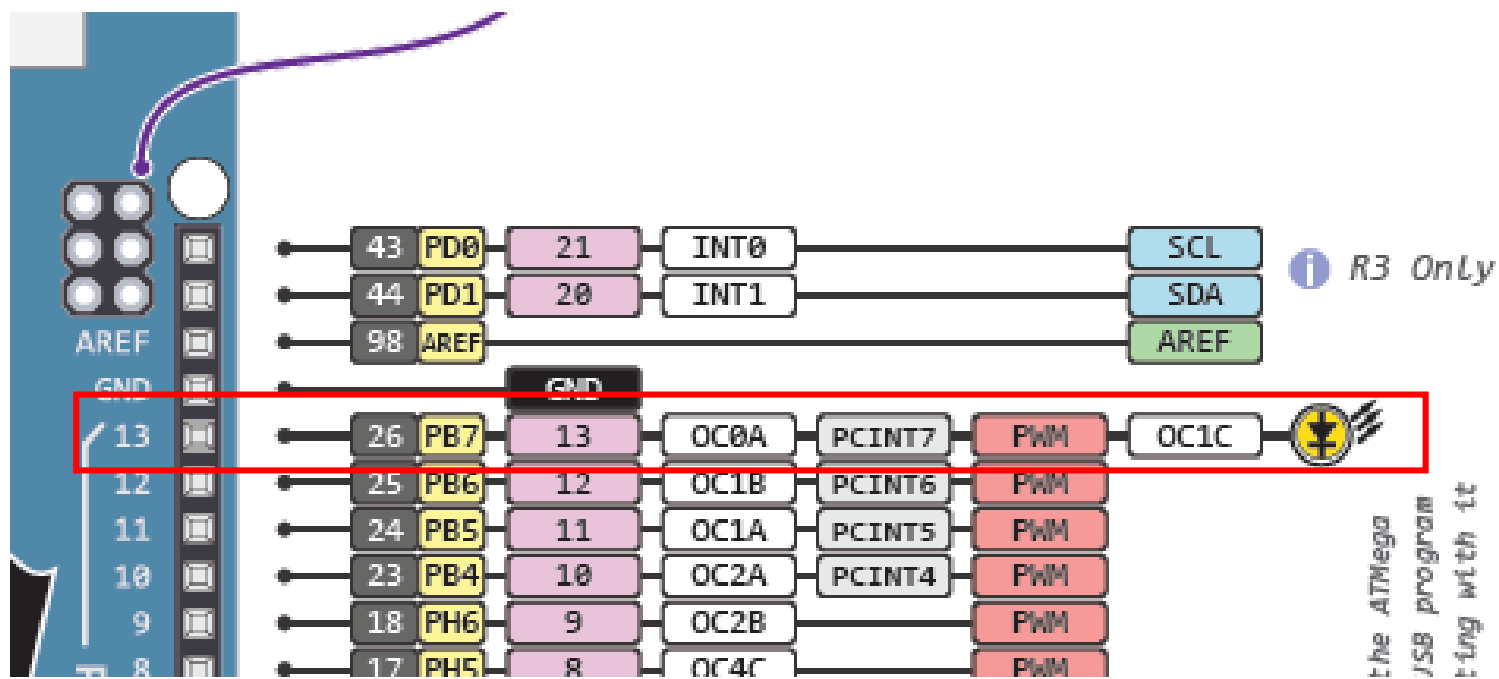 43 PD0 21 INT0 SCL
R3 Only
44 PD1 20 INT1 SDA
AREF 98 AREF AREF
GND GND
13 26 PB7 13 OC0A PCINT7 PWM OC1C
12 25 PB6 12 OC1B PCINT6 PWM
11 24 PB5 11 OC1A PCINT5 PWM
10 23 PB4 10 OC2A PCINT4 PWM
9 18 PH6 9 OC2B PWM
8 17 PH5 8 OC4C PWM
the ATMega
USB program
ting with it